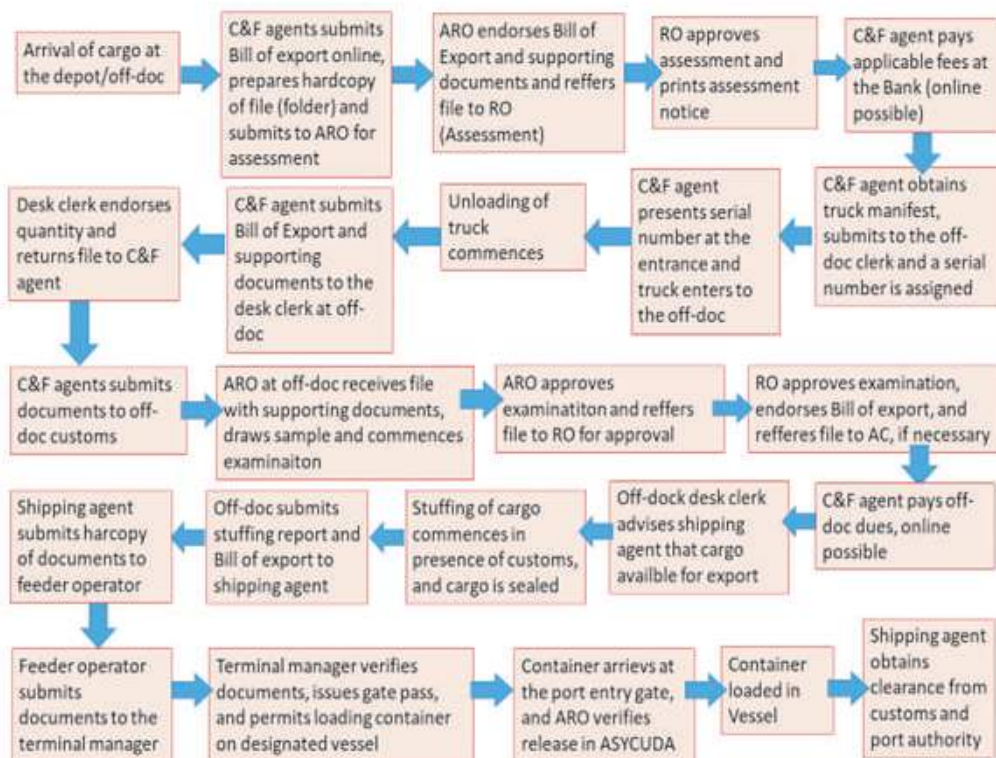 Arrival of cargo at
the depot/off-doc
C&F agents submits
Bill of export online,
prepares hardcopy
of file (folder) and
submits to ARO for
assessment
ARO endorses Bill of
Export and supporting
documents and reffers
file to RO
(Assessment)
RO approves
assessment and
prints assessment
notice
C&F agent pays
applicable fees at
the Bank (online
possible)
C&F agent obtains
truck manifest,
submits to the off-
doc clerk and a serial
number is assigned
C&F agent
presents serial
number at the
entrance and
truck enters to
the off-doc
Unloading of
truck
commences
C&F agent submits
Bill of Export and
supporting
documents to the
desk clerk at off-
doc
Desk clerk endorses
quantity and
returns file to C&F
agent
C&F agents submits
documents to off-
doc customs
ARO at off-doc receives file
with supporting documents,
draws sample and commences
examinaiton
ARO approves
examinatiton and reffers
file to RO for approval
RO approves examination,
endorses Bill of export, and
refferes file to AC, if necessary
C&F agent pays off-
doc dues, online
possible
Off-dock desk clerk
advises shipping
agent that cargo
availble for export
Stuffing of cargo
commences in
presence of customs,
and cargo is sealed
Off-doc submits
stuffing report and
Bill of export to
shipping agent
Shipping agent
submits harcopy
of documents to
feeder operator
Feeder operator
submits
documents to the
terminal manager
Terminal manager verifies
documents, issues gate pass,
and permits loading container
on designated vessel
Container arrievs at
the port entry gate,
and ARO verifies
release in ASYCUDA
Container
loaded in
Vessel
Shipping agent
obtains
clearance from
customs and
port authority